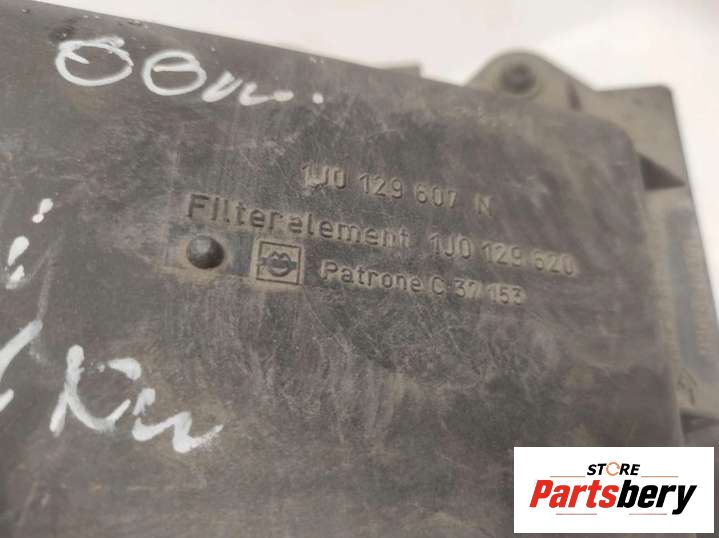 1J0 129 607 N
Filterelement 1J0 129 620
Patrone C 37 153
STORE
Partsbery